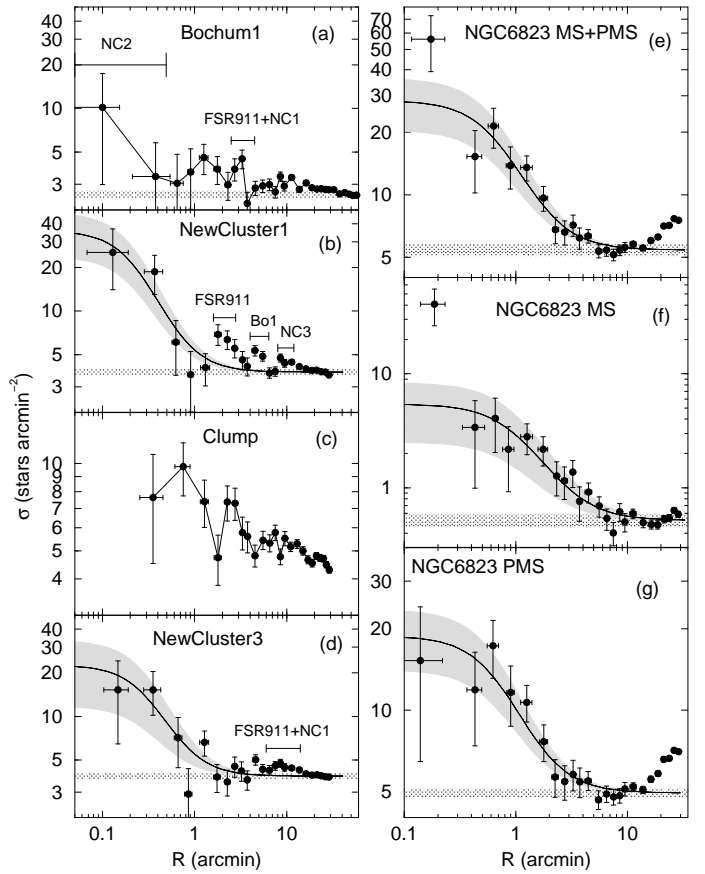 Bochum1
(a)
NC2
FSR911+NC1
40
20
10
5
3
NewCluster1
(b)
FSR911
Bo1
NC3
40
30
20
10
5
4
3
Clump
(c)
10
9
8
7
6
5
4
NewCluster3
(d)
FSR911+NC1
40
30
20
10
5
4
3
σ (stars arcmin⁻²)
0.1
1
10
R (arcmin)
NGC6823 MS+PMS
(e)
70
50
40
30
20
10
5
NGC6823 MS
(f)
10
1
NGC6823 PMS
(g)
30
20
10
5
0.1
1
10
R (arcmin)